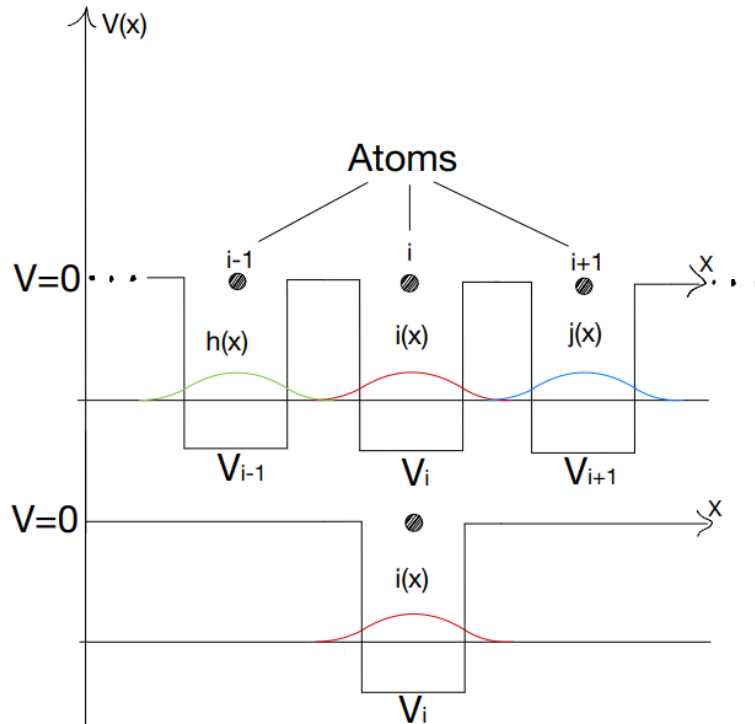 V(x)
Atoms
i-1 i i+1
V=0 x
h(x) i(x) j(x)
Vi-1 Vi Vi+1
V=0 x
i(x)
Vi